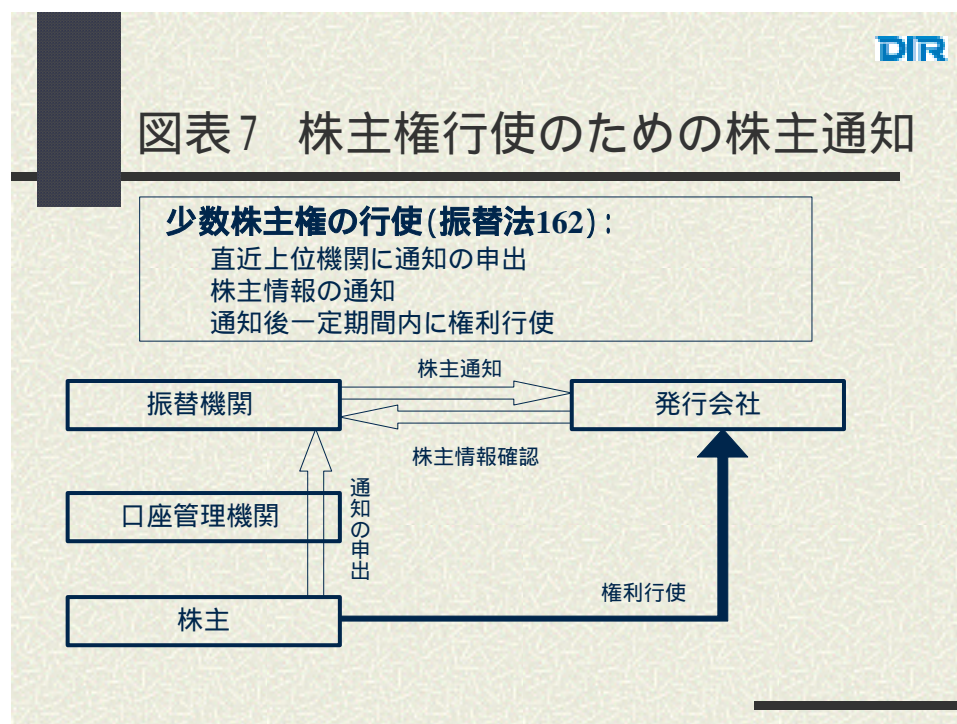 DIR
図表7 株主権行使のための株主通知
少数株主権の行使(振替法162):
直近上位機関に通知の申出
株主情報の通知
通知後一定期間内に権利行使
株主通知
振替機関
発行会社
株主情報確認
口座管理機関
通知の申出
権利行使
株主